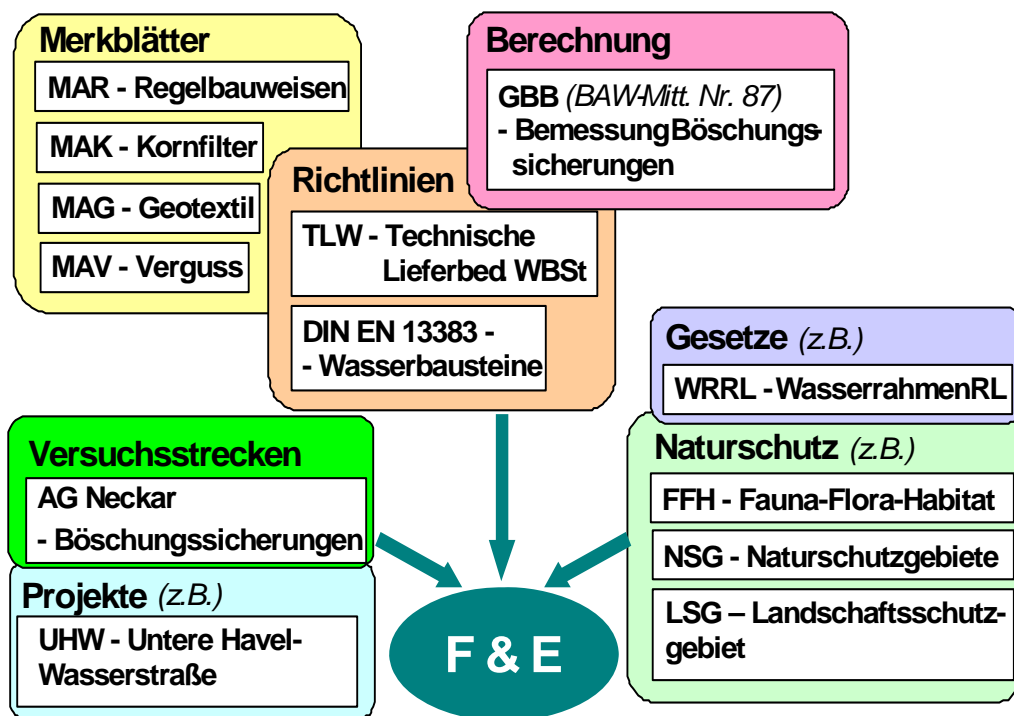 Merkblätter
MAR - Regelbauweisen
MAK - Kornfilter
MAG - Geotextil
MAV - Verguss
Berechnung
GBB (BAW-Mitt. Nr. 87)
- Bemessung Böschungs-
sicherungen
Richtlinien
TLW - Technische
Lieferbed. WBSt
DIN EN 13383 -
- Wasserbausteine
Gesetze (z.B.)
WRRL - WasserrahmenRL
Naturschutz (z.B.)
FFH - Fauna-Flora-Habitat
NSG - Naturschutzgebiete
LSG – Landschaftsschutz-
gebiet
Versuchsstrecken
AG Neckar
- Böschungssicherungen
Projekte (z.B.)
UHW - Untere Havel-
Wasserstraße
F & E